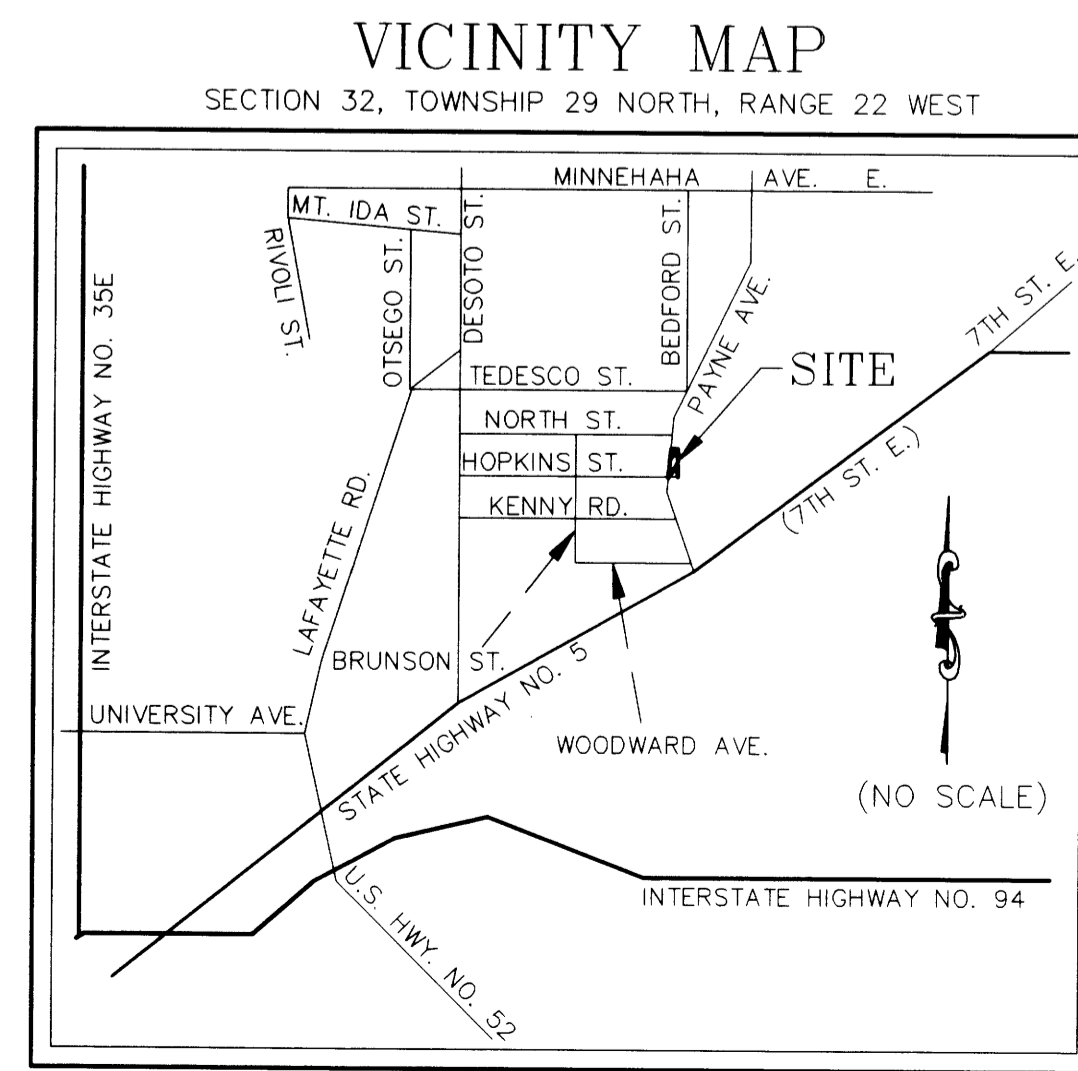 VICINITY MAP
SECTION 32, TOWNSHIP 29 NORTH, RANGE 22 WEST
MINNEHAHA AVE. E.
MT. IDA ST.
RIVOLI ST.
OTSEGO ST.
DESOTO ST.
BEDFORD ST.
PAYNE AVE.
7TH ST. E.
INTERSTATE HIGHWAY NO. 35E
TEDESCO ST.
SITE
NORTH ST.
HOPKINS ST.
KENNY RD.
(7TH ST. E.)
LAFAYETTE RD.
BRUNSON ST.
UNIVERSITY AVE.
STATE HIGHWAY NO. 5
WOODWARD AVE.
(NO SCALE)
INTERSTATE HIGHWAY NO. 94
U.S. HWY. NO. 52